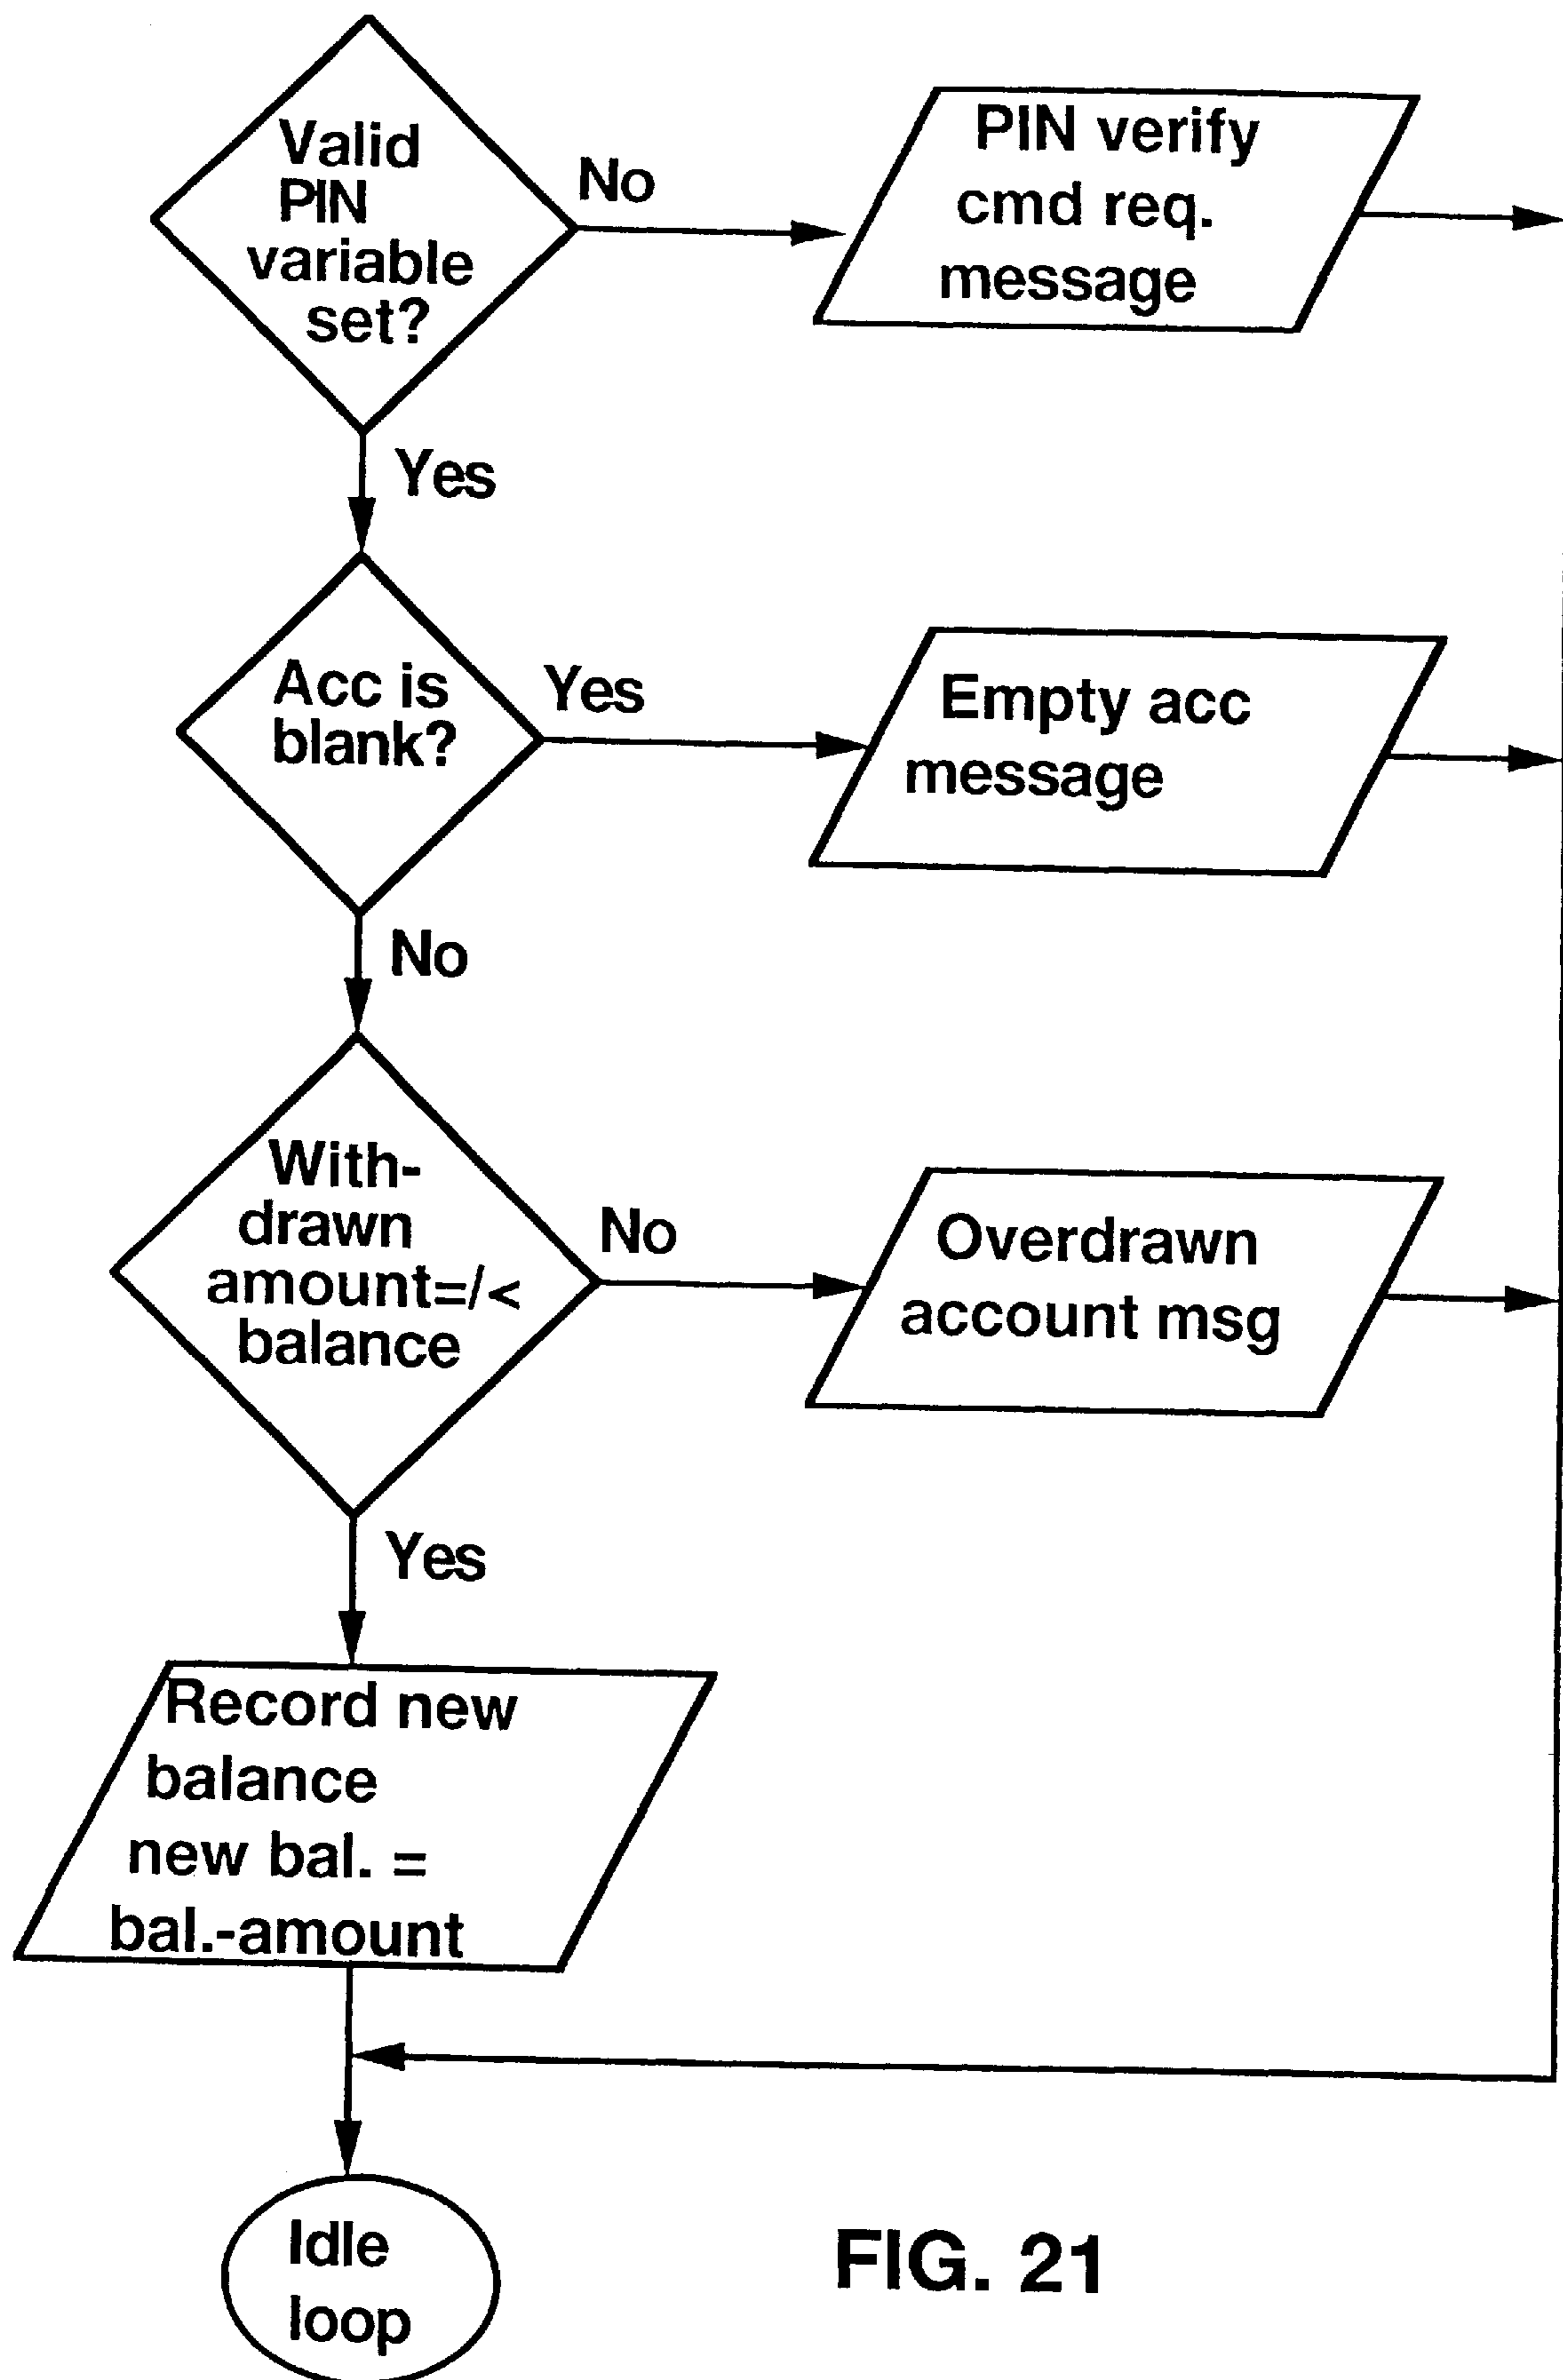 Valid
PIN
variable
set?
No
PIN verify
cmd req.
message
Yes
Acc is
blank?
Yes
Empty acc
message
No
With-
drawn
amount=/<
balance
No
Overdrawn
account msg
Yes
Record new
balance
new bal. =
bal.-amount
Idle
loop
FIG. 21